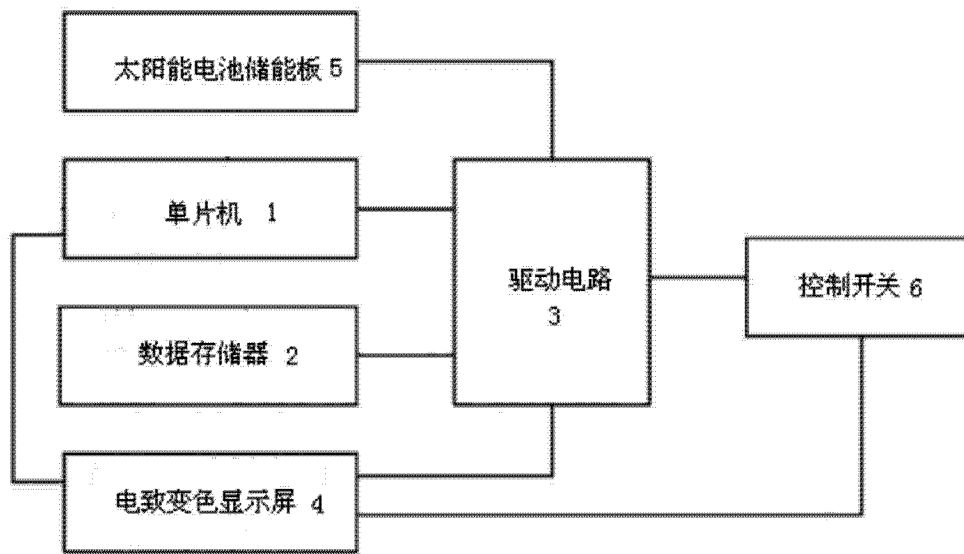 太阳能电池储能板 5
单片机 1
驱动电路
3
控制开关 6
数据存储器 2
电致变色显示屏 4